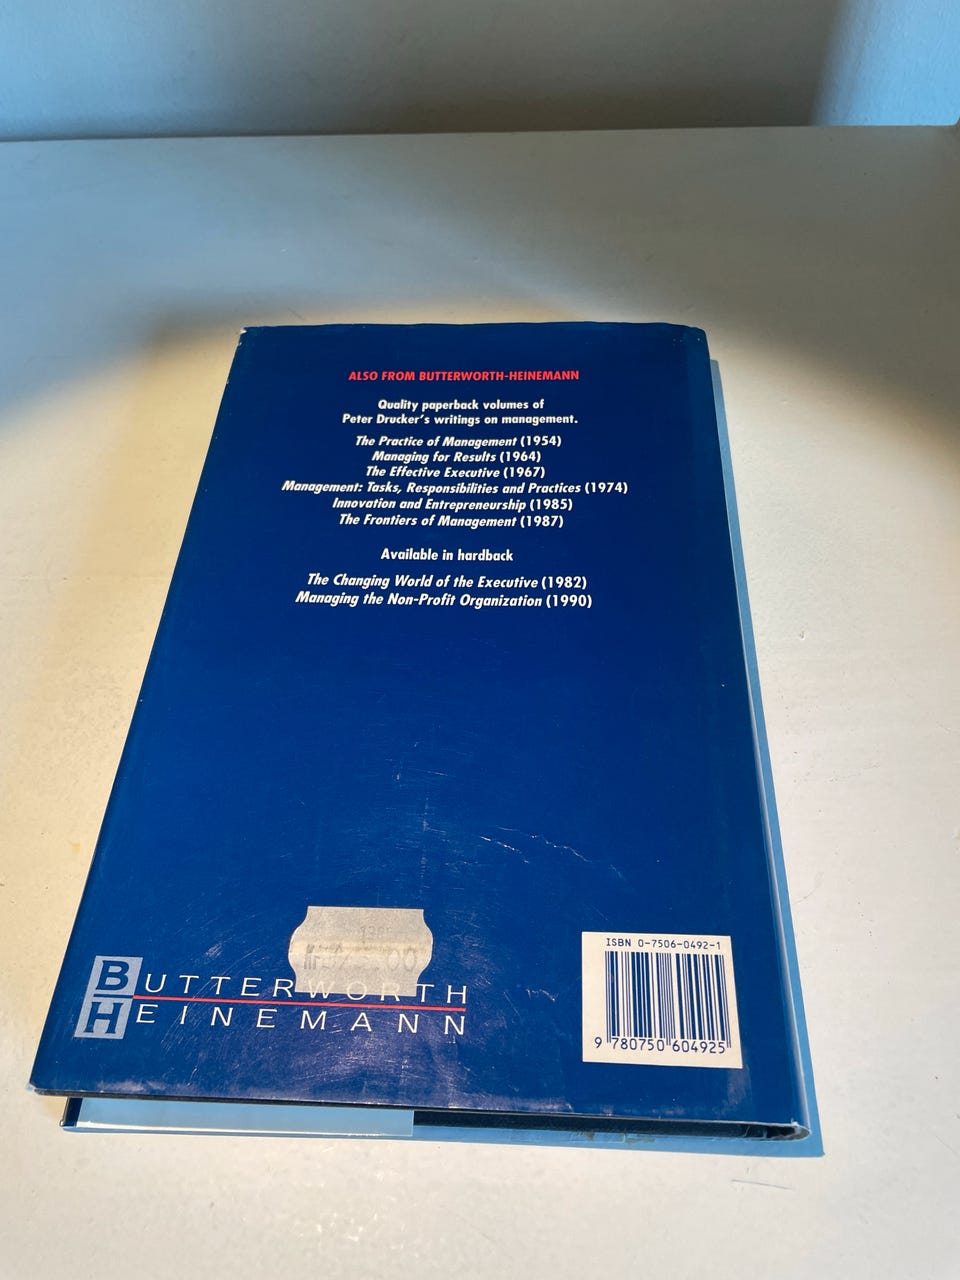 ALSO FROM BUTTERWORTH-HEINEMANN
Quality paperback volumes of
Peter Drucker's writings on management.
The Practice of Management (1954)
Managing for Results (1964)
The Effective Executive (1967)
Management: Tasks, Responsibilities and Practices (1974)
Innovation and Entrepreneurship (1985)
The Frontiers of Management (1987)
Available in hardback
The Changing World of the Executive (1982)
Managing the Non-Profit Organization (1990)
BUTTERWORTH
HEINEMANN
ISBN 0-7506-0492-1
9 780750 604925